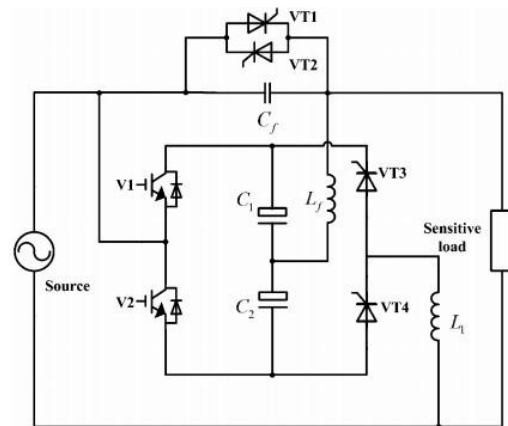 VT1
VT2
C_f
V1
C_1
L_f
VT3
Sensitive
load
Source
V2
C_2
VT4
L_1